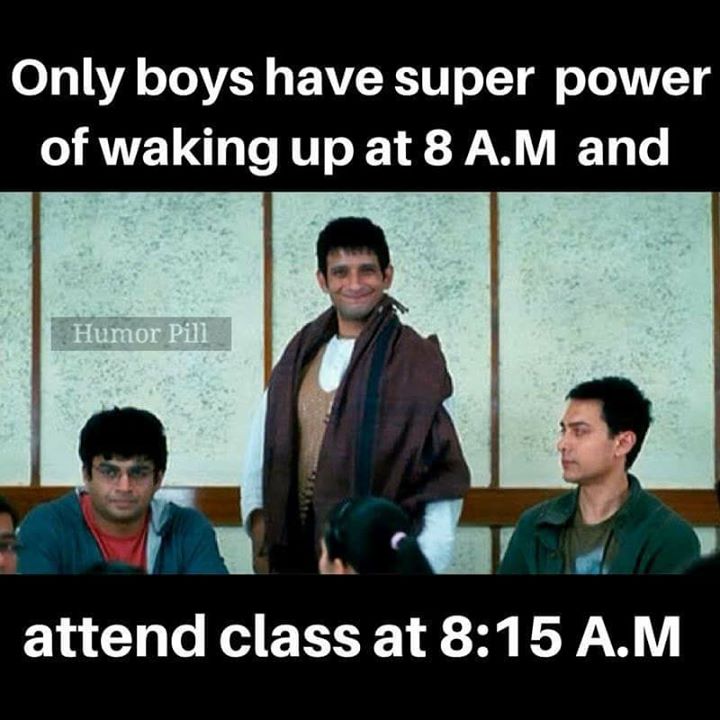 Only boys have super power
of waking up at 8 A.M and
Humor Pill
attend class at 8:15 A.M